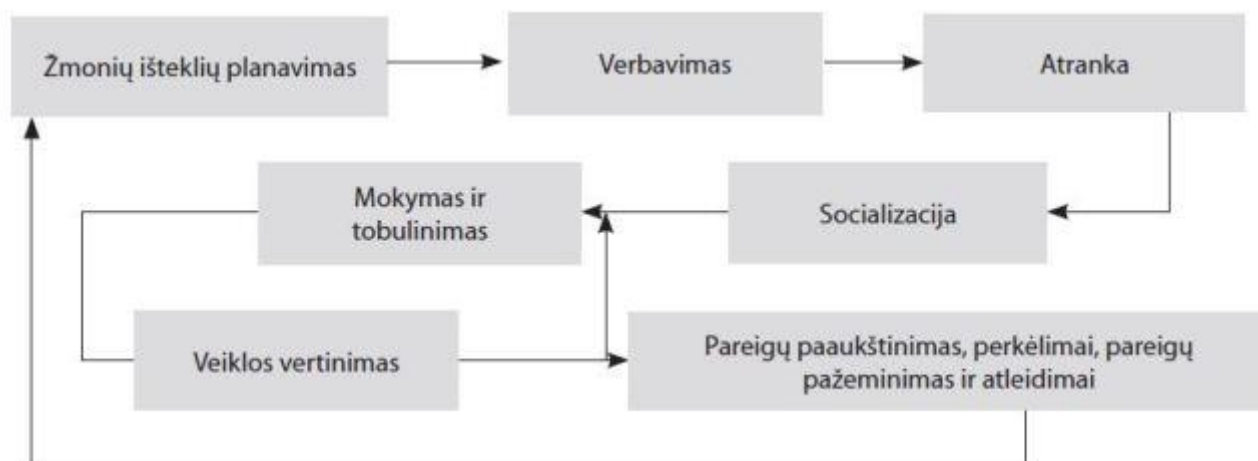 Žmonių išteklių planavimas
Verbavimas
Atranka
Mokymas ir
tobulinimas
Socializacija
Veiklos vertinimas
Pareigų paaukštinimas, perkėlimai, pareigų
pažeminimas ir atleidimai